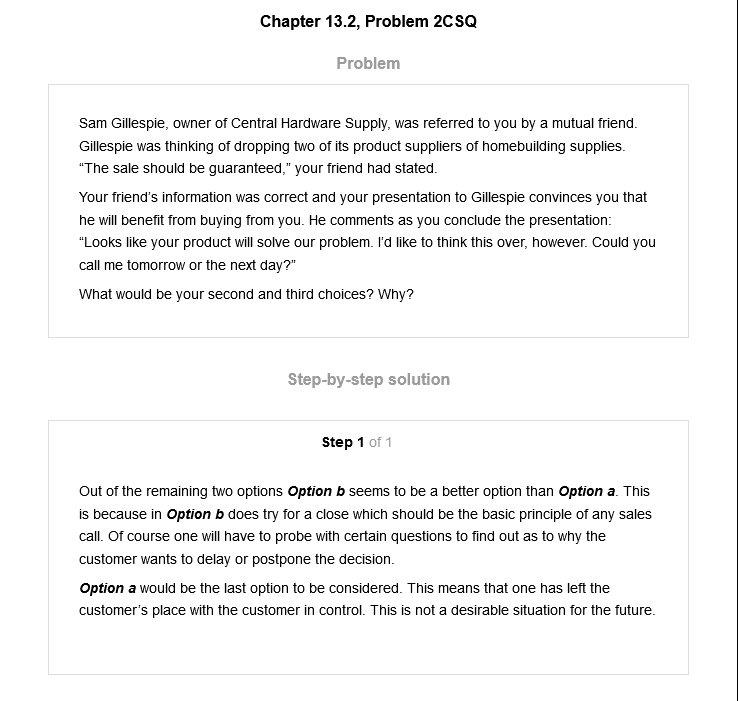 Chapter 13.2, Problem 2CSQ
Problem
Sam Gillespie, owner of Central Hardware Supply, was referred to you by a mutual friend.
Gillespie was thinking of dropping two of its product suppliers of homebuilding supplies.
“The sale should be guaranteed,” your friend had stated.
Your friend’s information was correct and your presentation to Gillespie convinces you that
he will benefit from buying from you. He comments as you conclude the presentation:
“Looks like your product will solve our problem. I’d like to think this over, however. Could you
call me tomorrow or the next day?”
What would be your second and third choices? Why?
Step-by-step solution
Step 1 of 1
Out of the remaining two options Option b seems to be a better option than Option a. This
is because in Option b does try for a close which should be the basic principle of any sales
call. Of course one will have to probe with certain questions to find out as to why the
customer wants to delay or postpone the decision.
Option a would be the last option to be considered. This means that one has left the
customer’s place with the customer in control. This is not a desirable situation for the future.